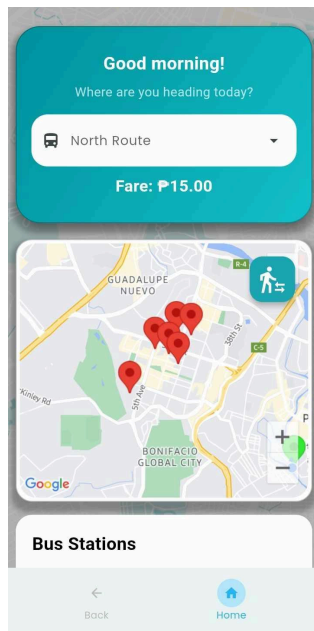 Good morning!
Where are you heading today?
North Route
Fare: ₱15.00
R-4
GUADALUPE
NUEVO
38th St
C-5
5th Ave
McKinley Rd
BONIFACIO
GLOBAL CITY
P
+
−
Google
Bus Stations
Back
Home